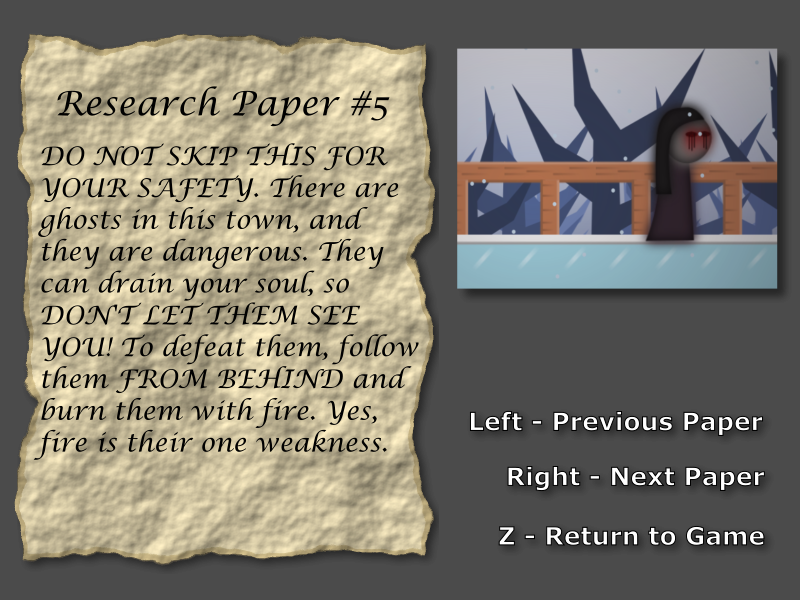 Research Paper #5
DO NOT SKIP THIS FOR
YOUR SAFETY. There are
ghosts in this town, and
they are dangerous. They
can drain your soul, so
DON'T LET THEM SEE
YOU! To defeat them, follow
them FROM BEHIND and
burn them with fire. Yes,
fire is their one weakness.
Left - Previous Paper
Right - Next Paper
Z - Return to Game